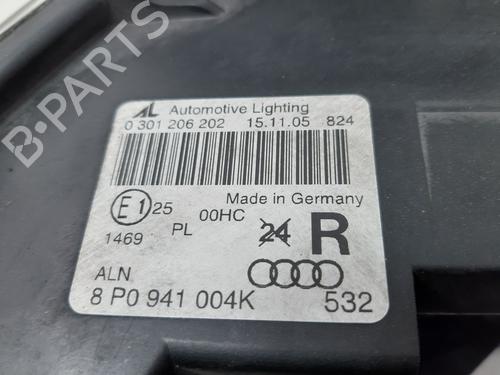 B-PARTS
AL Automotive Lighting
0 301 206 202 15.11.05 824
Made in Germany
E1 25 00HC 24 R
1469 PL
ALN
8 P0 941 004K 532